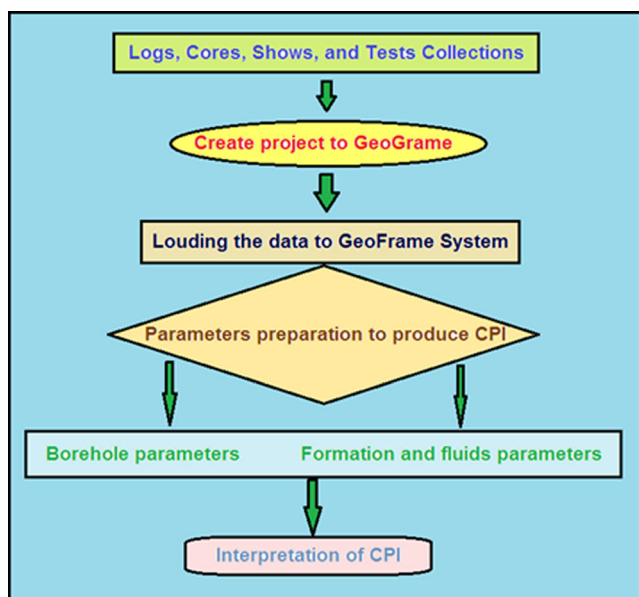 Logs, Cores, Shows, and Tests Collections
Create project to GeoGrame
Louding the data to GeoFrame System
Parameters preparation to produce CPI
Borehole parameters Formation and fluids parameters
Interpretation of CPI